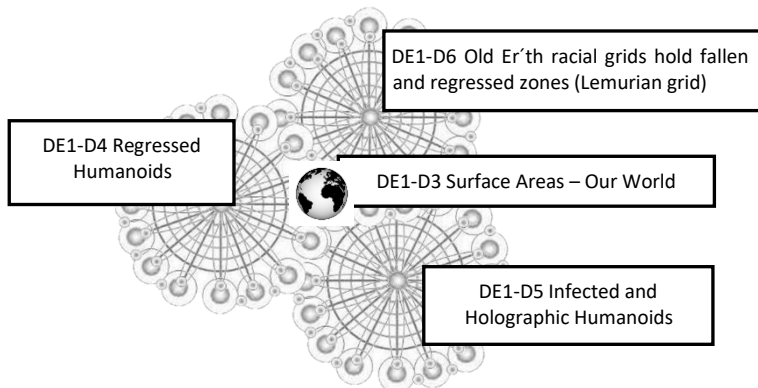 DE1-D6 Old Er´th racial grids hold fallen
and regressed zones (Lemurian grid)
DE1-D4 Regressed
Humanoids
DE1-D3 Surface Areas – Our World
DE1-D5 Infected and
Holographic Humanoids